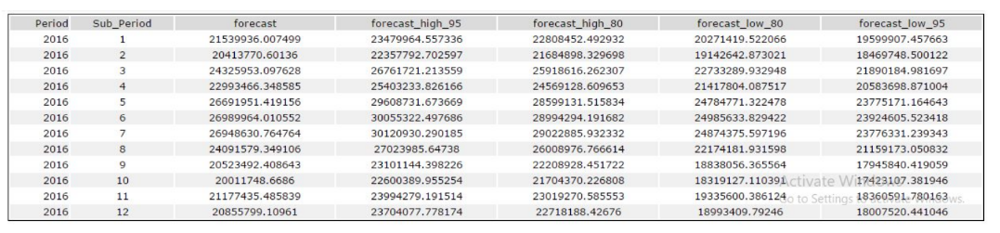 Period Sub_Period forecast forecast_high_95 forecast_high_80 forecast_low_80 forecast_low_95
2016 1 21539936.007499 23479964.557336 22808452.492932 20271419.522066 19599907.457663
2016 2 20413770.60136 22357792.702597 21684898.329698 19142642.873021 18469748.500122
2016 3 24325953.097628 26761721.213559 25918616.262307 22733289.932948 21890184.981697
2016 4 22993466.348585 25403233.826166 24569128.609653 21417804.087517 20583698.871004
2016 5 26691951.419156 29608731.673669 28599131.515834 24784771.322478 23775171.164643
2016 6 26989964.010552 30055322.497686 28994294.191682 24985633.829422 23924605.523418
2016 7 26948630.764764 30120930.290185 29022885.932332 24874375.597196 23776331.239343
2016 8 24091579.349106 27023985.64738 26008976.766614 22174181.931598 21159173.050832
2016 9 20523492.408643 23101144.398226 22208928.451722 18838056.365564 17945840.419059
2016 10 20011748.6686 22600389.955254 21704370.226808 18319127.110391 17423107.381946
2016 11 21177435.485839 23994279.191514 23019270.585553 19335600.386124 18360591.780163
2016 12 20855799.10961 23704077.778174 22718188.42676 18993409.79246 18007520.441046
Activate Windows
Go to Settings to activate Windows.